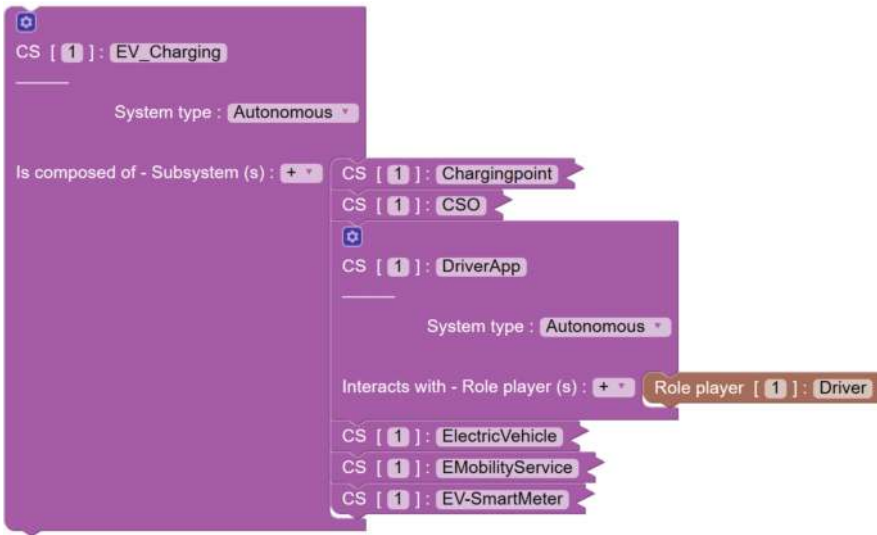 CS [ 1 ] : EV_Charging
System type : Autonomous
Is composed of - Subsystem (s) : +
CS [ 1 ] : Chargingpoint
CS [ 1 ] : CSO
CS [ 1 ] : DriverApp
System type : Autonomous
Interacts with - Role player (s) : + Role player [ 1 ] : Driver
CS [ 1 ] : ElectricVehicle
CS [ 1 ] : EMobilityService
CS [ 1 ] : EV-SmartMeter